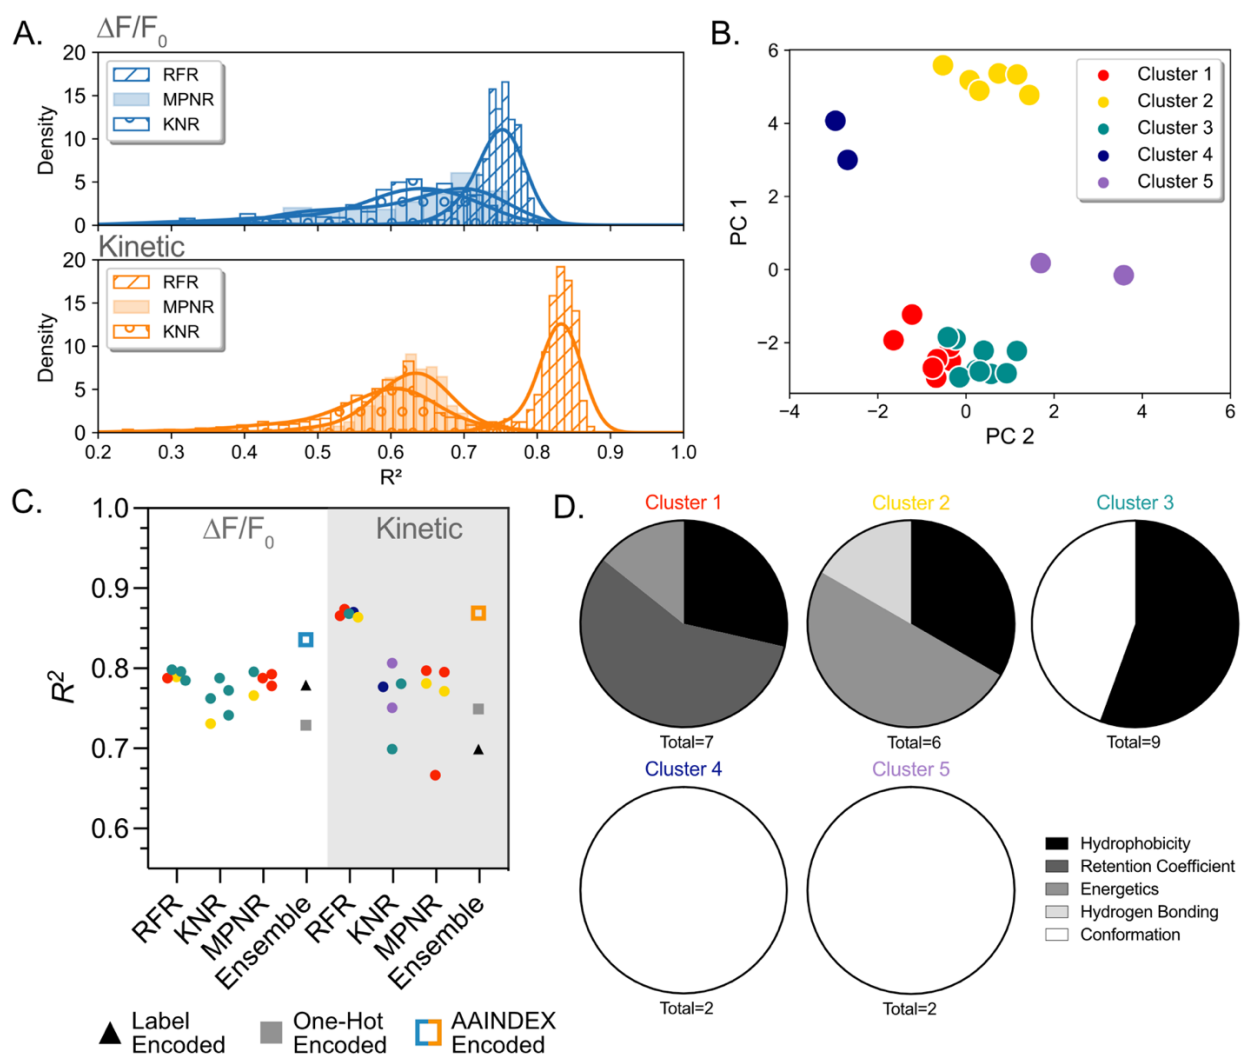 A.
ΔF/F0
20
15
10
5
0
Density
RFR
MPNR
KNR
Kinetic
20
15
10
5
0
Density
RFR
MPNR
KNR
0.2 0.3 0.4 0.5 0.6 0.7 0.8 0.9 1.0
R²
B.
6
4
2
0
−2
PC 1
Cluster 1
Cluster 2
Cluster 3
Cluster 4
Cluster 5
−4 −2 0 2 4 6
PC 2
C.
ΔF/F0 Kinetic
1.0
0.9
0.8
0.7
0.6
R2
RFR KNR MPNR Ensemble RFR KNR MPNR Ensemble
Label Encoded
One-Hot Encoded
AAINDEX Encoded
D.
Cluster 1
Total=7
Cluster 2
Total=6
Cluster 3
Total=9
Cluster 4
Total=2
Cluster 5
Total=2
Hydrophobicity
Retention Coefficient
Energetics
Hydrogen Bonding
Conformation